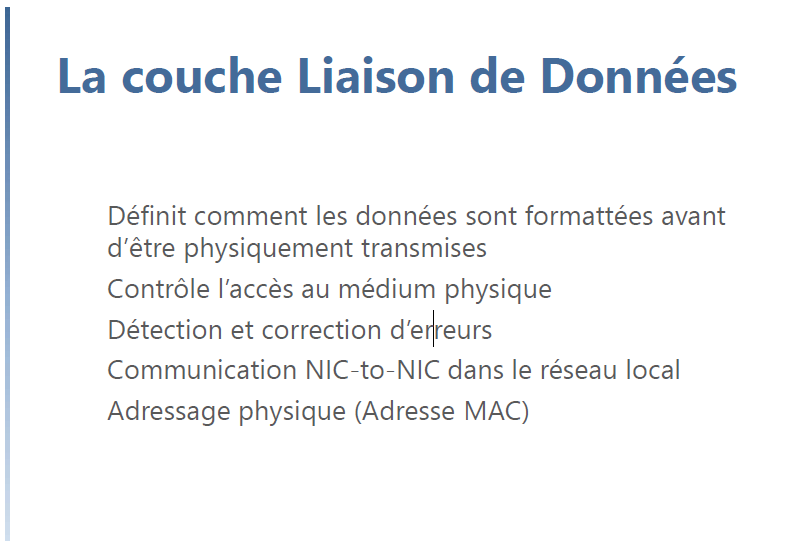 La couche Liaison de Données
Définit comment les données sont formattées avant
d’être physiquement transmises
Contrôle l’accès au médium physique
Détection et correction d’erreurs
Communication NIC-to-NIC dans le réseau local
Adressage physique (Adresse MAC)